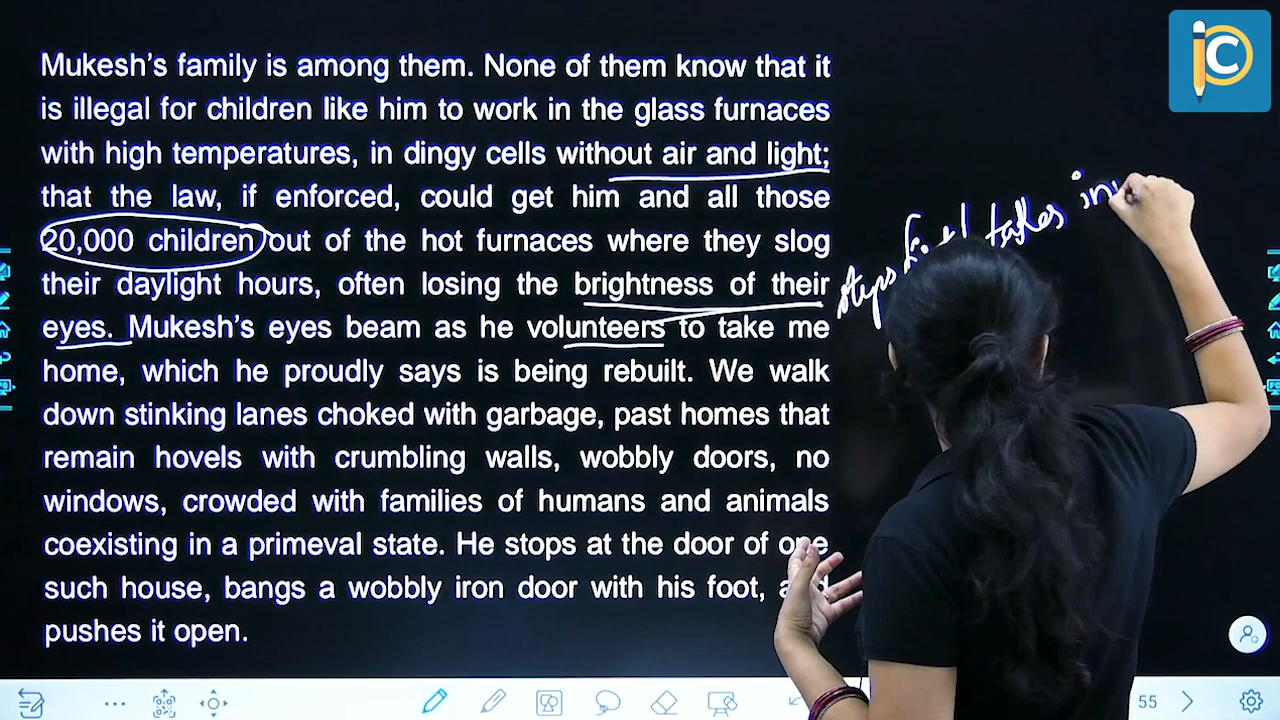 Mukesh's family is among them. None of them know that it
is illegal for children like him to work in the glass furnaces
with high temperatures, in dingy cells without air and light;
that the law, if enforced, could get him and all those
20,000 children out of the hot furnaces where they slog
their daylight hours, often losing the brightness of their
eyes. Mukesh's eyes beam as he volunteers to take me
home, which he proudly says is being rebuilt. We walk
down stinking lanes choked with garbage, past homes that
remain hovels with crumbling walls, wobbly doors, no
windows, crowded with families of humans and animals
coexisting in a primeval state. He stops at the door of one
such house, bangs a wobbly iron door with his foot, and
pushes it open.
steps takes
PC
55